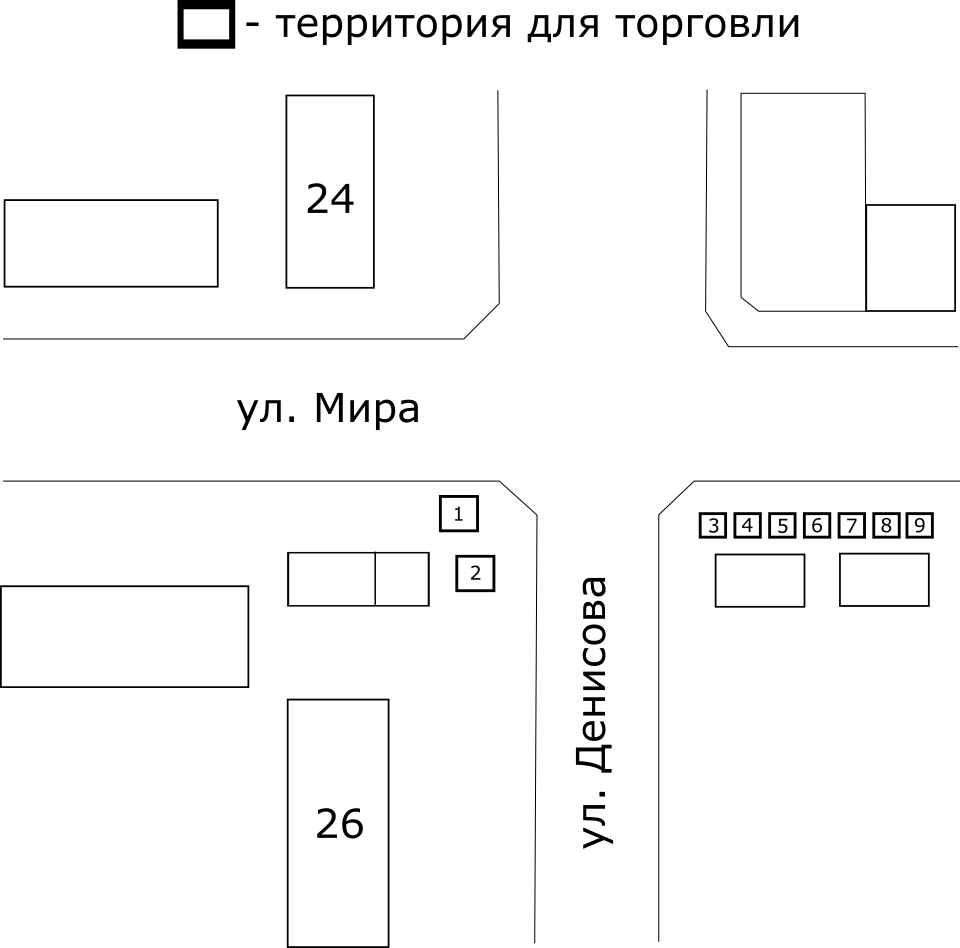 - территория для торговли
24
ул. Мира
1
2
3 4 5 6 7 8 9
ул. Денисова
26